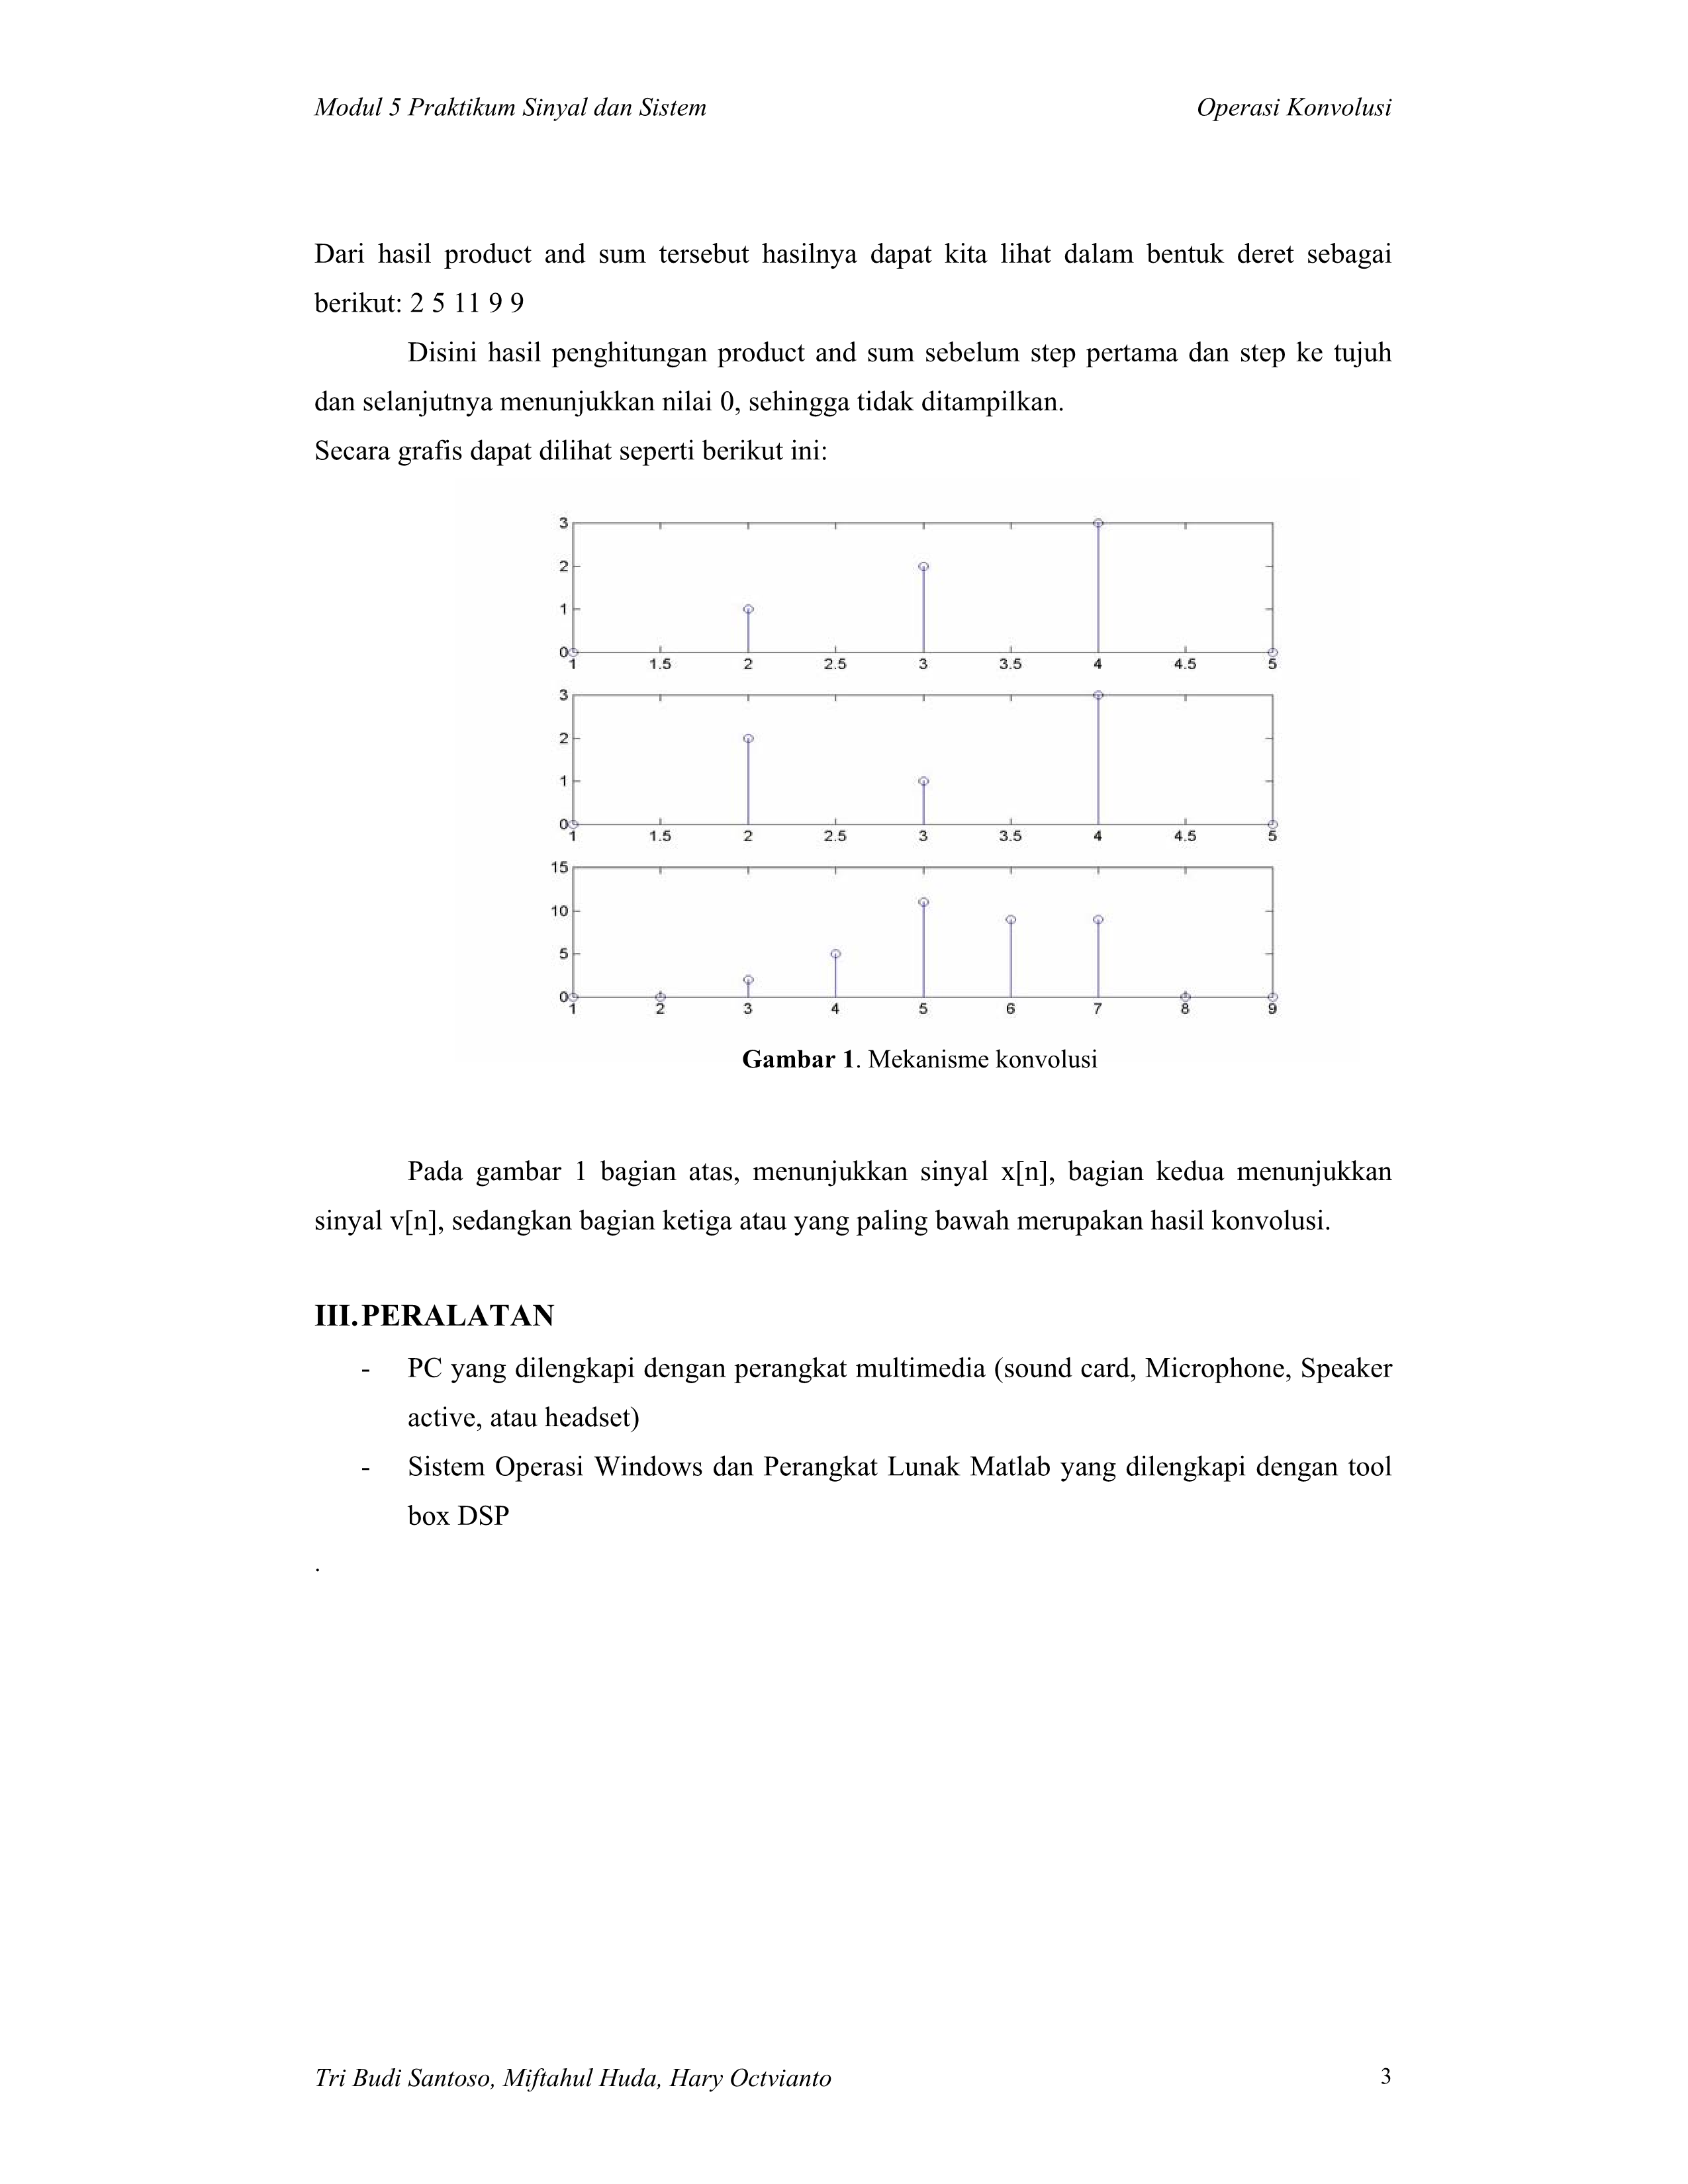 Modul 5 Praktikum Sinyal dan Sistem Operasi Konvolusi
Dari hasil product and sum tersebut hasilnya dapat kita lihat dalam bentuk deret sebagai
berikut: 2 5 11 9 9
Disini hasil penghitungan product and sum sebelum step pertama dan step ke tujuh
dan selanjutnya menunjukkan nilai 0, sehingga tidak ditampilkan.
Secara grafis dapat dilihat seperti berikut ini:
3
2
1
0
1 1.5 2 2.5 3 3.5 4 4.5 5
3
2
1
0
1 1.5 2 2.5 3 3.5 4 4.5 5
15
10
5
0
1 2 3 4 5 6 7 8 9
Gambar 1. Mekanisme konvolusi
Pada gambar 1 bagian atas, menunjukkan sinyal x[n], bagian kedua menunjukkan
sinyal v[n], sedangkan bagian ketiga atau yang paling bawah merupakan hasil konvolusi.
III. PERALATAN
- PC yang dilengkapi dengan perangkat multimedia (sound card, Microphone, Speaker
active, atau headset)
- Sistem Operasi Windows dan Perangkat Lunak Matlab yang dilengkapi dengan tool
box DSP
.
Tri Budi Santoso, Miftahul Huda, Hary Octvianto 3